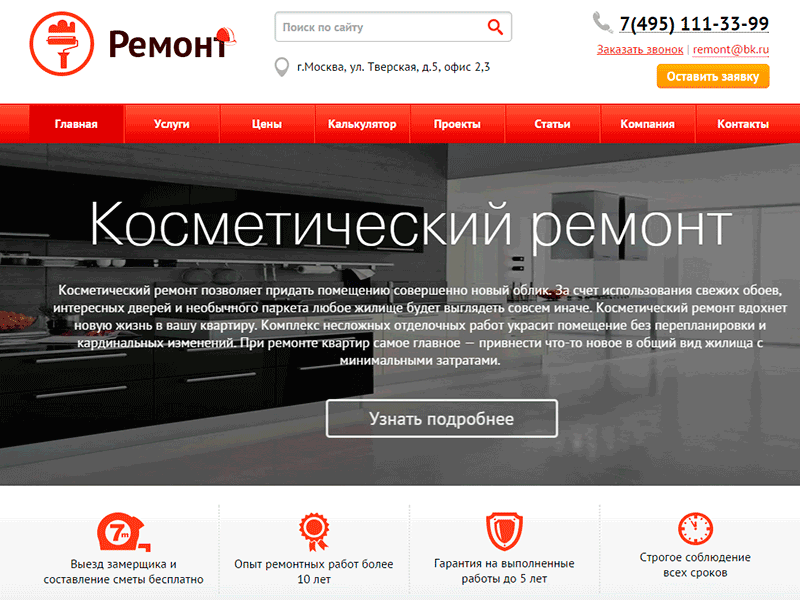 Ремонт
Поиск по сайту
г.Москва, ул. Тверская, д.5, офис 2,3
7(495) 111-33-99
Заказать звонок | remont@bk.ru
Оставить заявку
Главная Услуги Цены Калькулятор Проекты Статьи Компания Контакты
Косметический ремонт
Косметический ремонт позволяет придать помещению совершенно новый облик. За счет использования свежих обоев,
интересных дверей и необычного паркета любое жилище будет выглядеть совсем иначе. Косметический ремонт вдохнет
новую жизнь в вашу квартиру. Комплекс несложных отделочных работ украсит помещение без перепланировки и
кардинальных изменений. При ремонте квартир самое главное — привнести что-то новое в общий вид жилища с
минимальными затратами.
Узнать подробнее
7m
Выезд замерщика и
составление сметы бесплатно
Опыт ремонтных работ более
10 лет
Гарантия на выполненные
работы до 5 лет
Строгое соблюдение
всех сроков